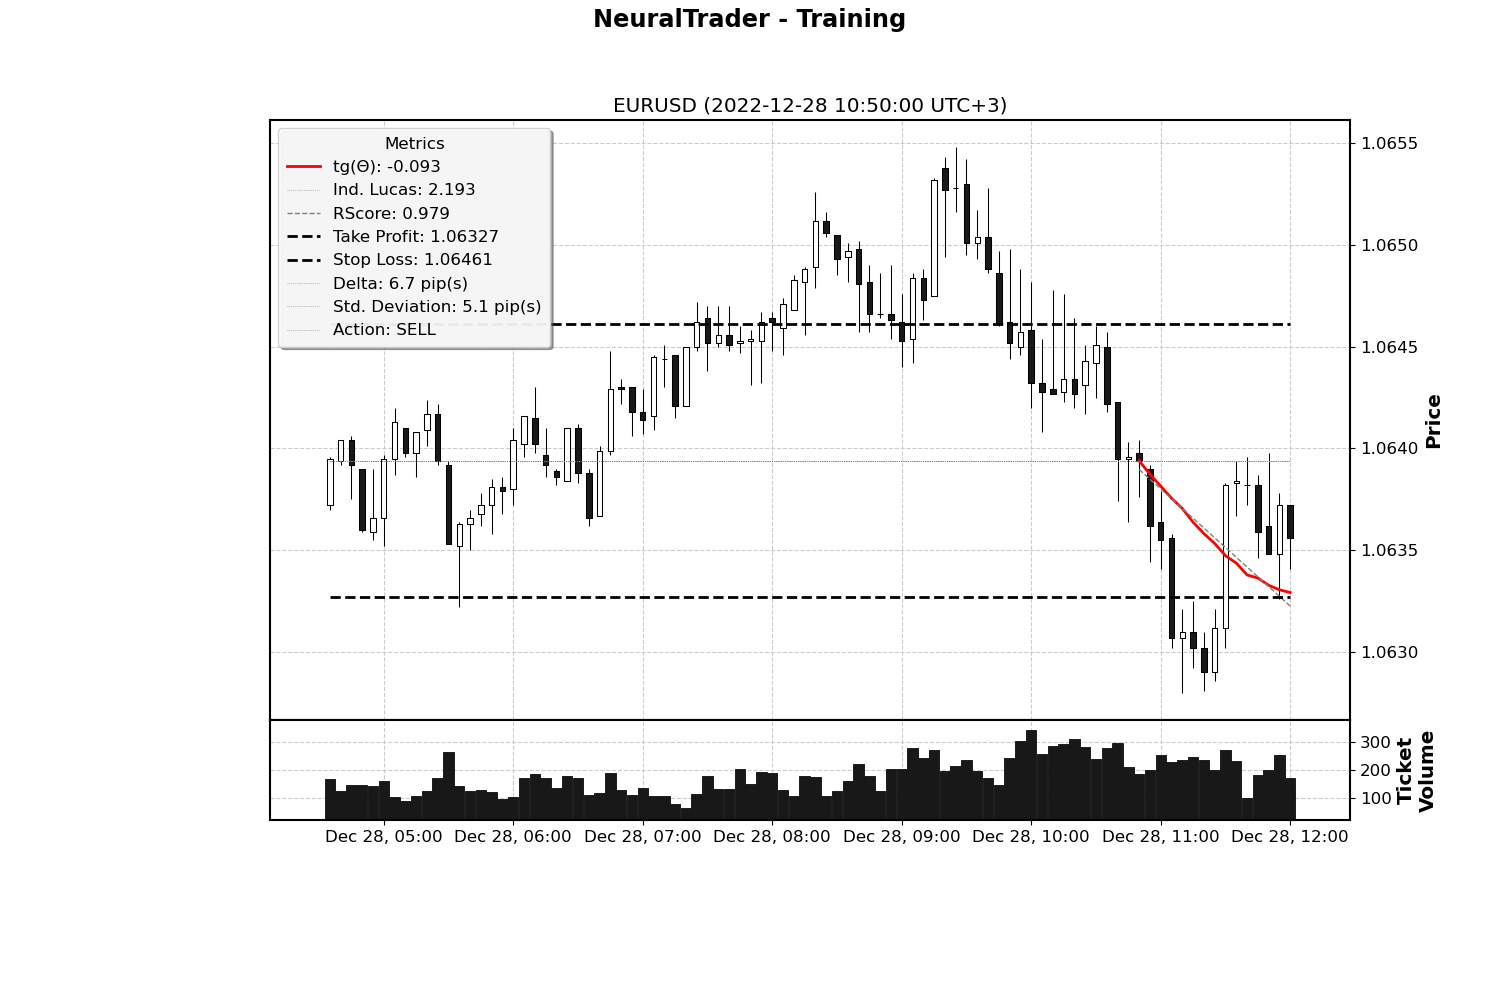 NeuralTrader - Training
EURUSD (2022-12-28 10:50:00 UTC+3)
Metrics
tg(Θ): -0.093
Ind. Lucas: 2.193
RScore: 0.979
Take Profit: 1.06327
Stop Loss: 1.06461
Delta: 6.7 pip(s)
Std. Deviation: 5.1 pip(s)
Action: SELL
1.0655
1.0650
1.0645
1.0640
1.0635
1.0630
Price
300
200
100
Ticket
Volume
Dec 28, 05:00 Dec 28, 06:00 Dec 28, 07:00 Dec 28, 08:00 Dec 28, 09:00 Dec 28, 10:00 Dec 28, 11:00 Dec 28, 12:00